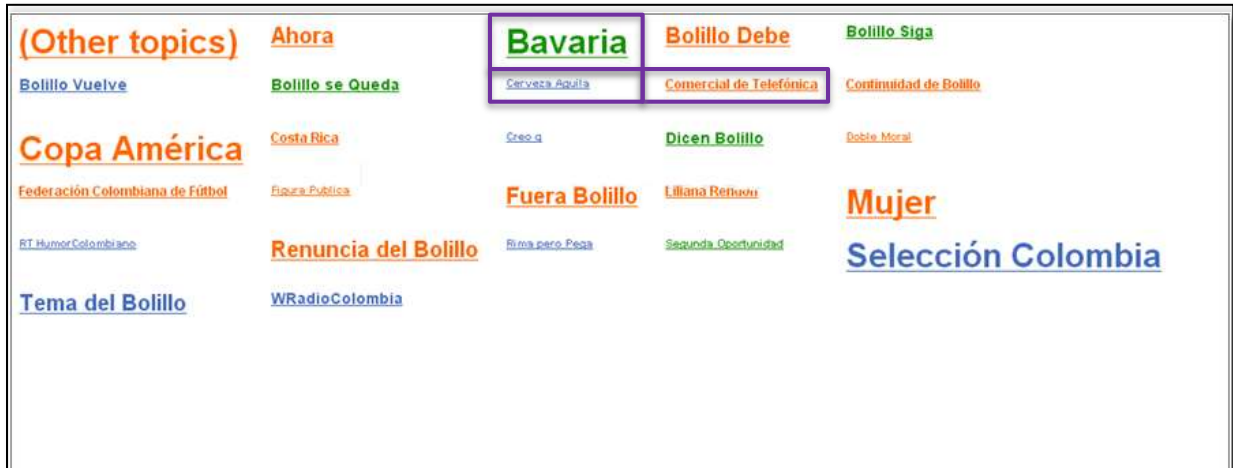 (Other topics) Ahora Bavaria Bolillo Debe Bolillo Siga
Bolillo Vuelve Bolillo se Queda Cerveza Aguila Comercial de Telefónica Continuidad de Bolillo
Copa América Costa Rica Creo q Dicen Bolillo Doble Moral
Federación Colombiana de Fútbol Figura Publica Fuera Bolillo Liliana Mujer
RT HumorColombiano Renuncia del Bolillo Rima pero Pega Segunda Oportunidad Selección Colombia
Tema del Bolillo WRadioColombia